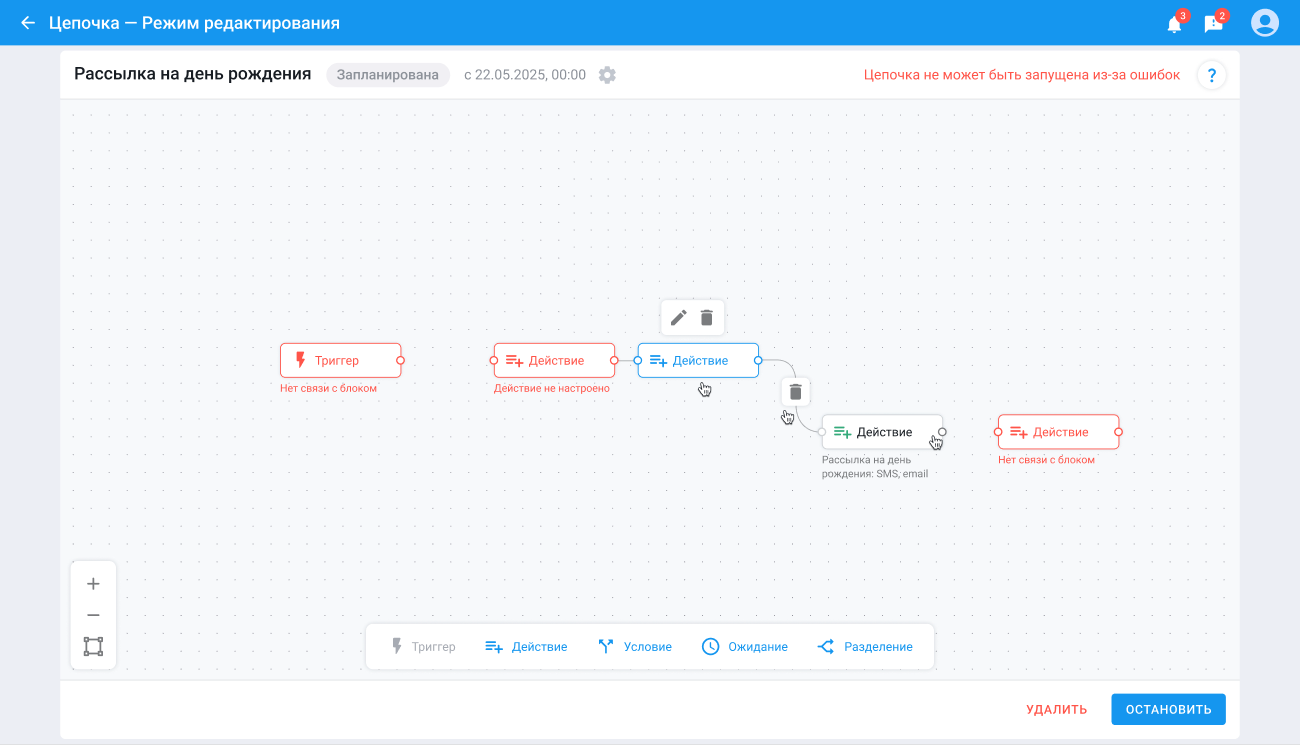 Цепочка — Режим редактирования
3
2
Рассылка на день рождения
Запланирована
с 22.05.2025, 00:00
Цепочка не может быть запущена из-за ошибок
?
Триггер
Нет связи с блоком
Действие
Действие не настроено
Действие
Действие
Рассылка на день
рождения: SMS, email
Действие
Нет связи с блоком
Триггер
Действие
Условие
Ожидание
Разделение
УДАЛИТЬ
ОСТАНОВИТЬ